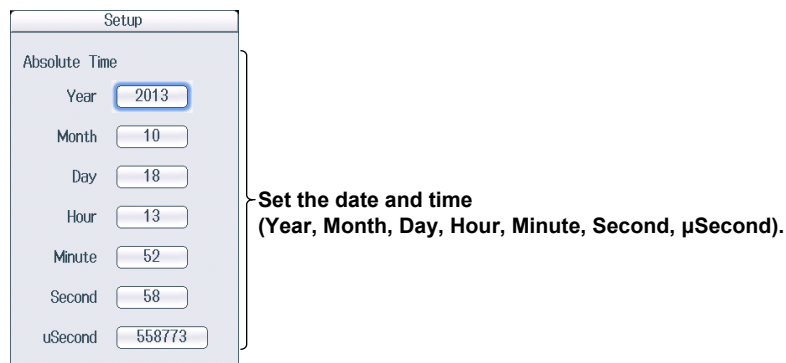 Setup
Absolute Time
Year 2013
Month 10
Day 18
Hour 13
Minute 52
Second 58
uSecond 558773
Set the date and time
(Year, Month, Day, Hour, Minute, Second, µSecond).